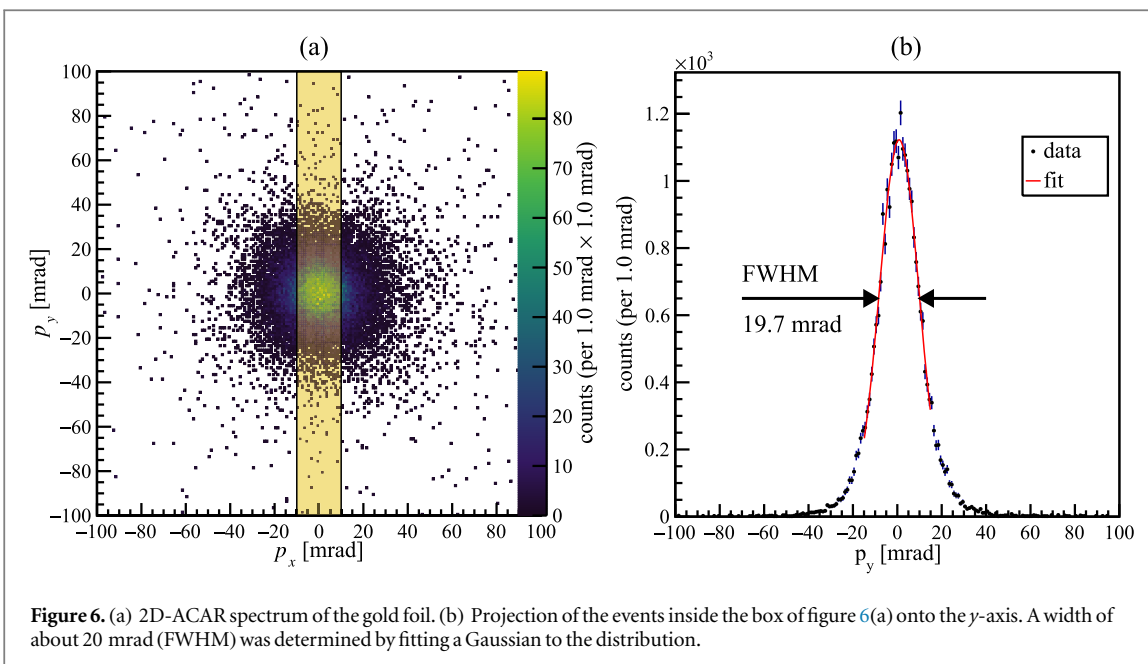 (a)
(b)
×10³
100
80
60
40
20
0
−20
−40
−60
−80
−100
p_y [mrad]
−100 −80 −60 −40 −20 0 20 40 60 80 100
p_x [mrad]
80
70
60
50
40
30
20
10
0
counts (per 1.0 mrad × 1.0 mrad)
1.2
1
0.8
0.6
0.4
0.2
0
counts (per 1.0 mrad)
data
fit
FWHM
19.7 mrad
−100 −80 −60 −40 −20 0 20 40 60 80 100
p_y [mrad]
Figure 6. (a) 2D-ACAR spectrum of the gold foil. (b) Projection of the events inside the box of figure 6(a) onto the y-axis. A width of
about 20 mrad (FWHM) was determined by fitting a Gaussian to the distribution.